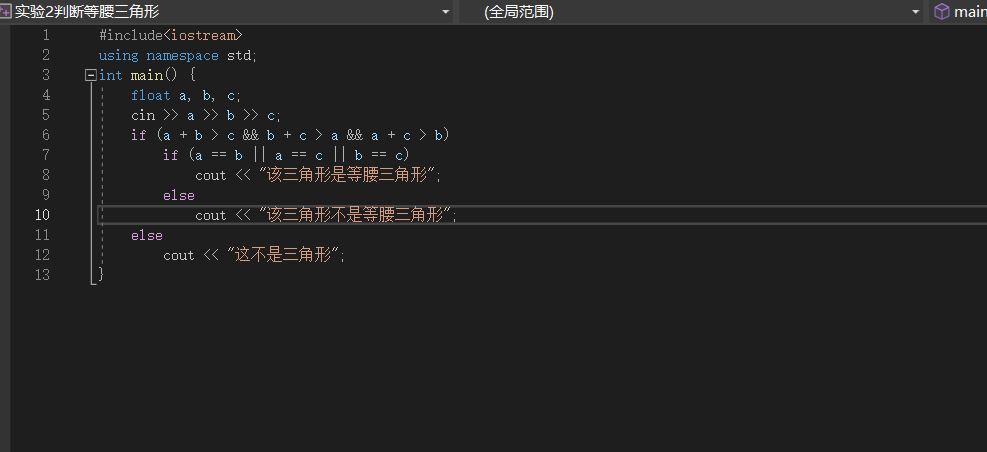 实验2判断等腰三角形 (全局范围) main
1 #include<iostream>
2 using namespace std;
3 int main() {
4 float a, b, c;
5 cin >> a >> b >> c;
6 if (a + b > c && b + c > a && a + c > b)
7 if (a == b || a == c || b == c)
8 cout << "该三角形是等腰三角形";
9 else
10 cout << "该三角形不是等腰三角形";
11 else
12 cout << "这不是三角形";
13 }